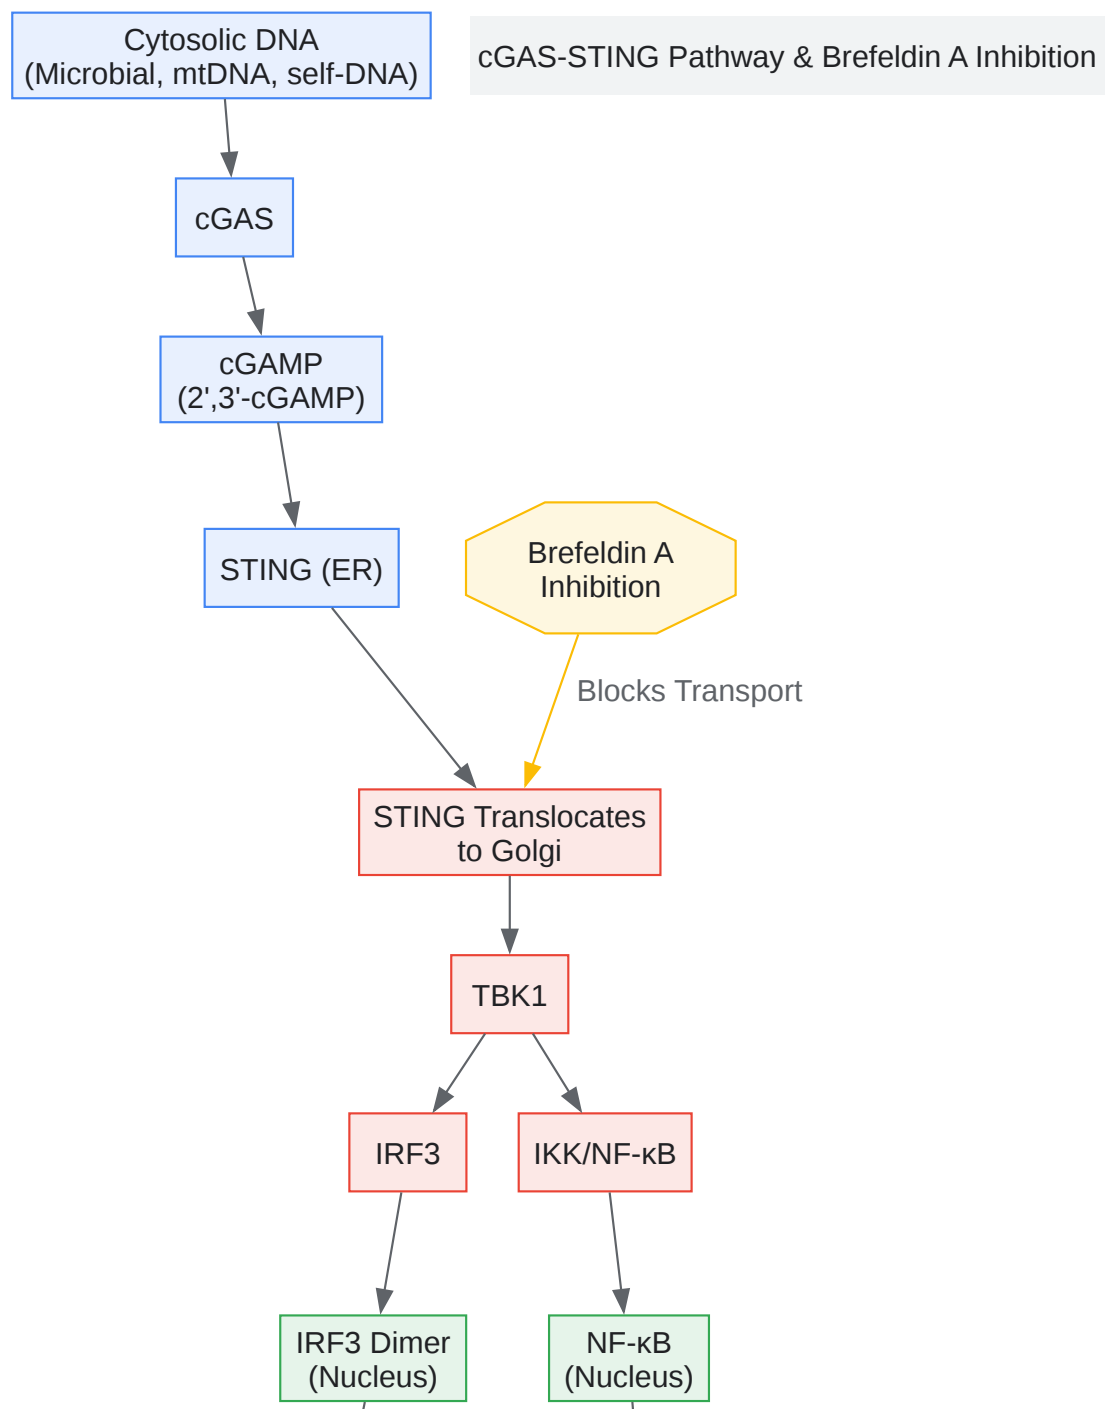 Cytosolic DNA
(Microbial, mtDNA, self-DNA)
cGAS-STING Pathway & Brefeldin A Inhibition
cGAS
cGAMP
(2',3'-cGAMP)
STING (ER)
Brefeldin A
Inhibition
Blocks Transport
STING Translocates
to Golgi
TBK1
IRF3
IKK/NF-κB
IRF3 Dimer
(Nucleus)
NF-κB
(Nucleus)